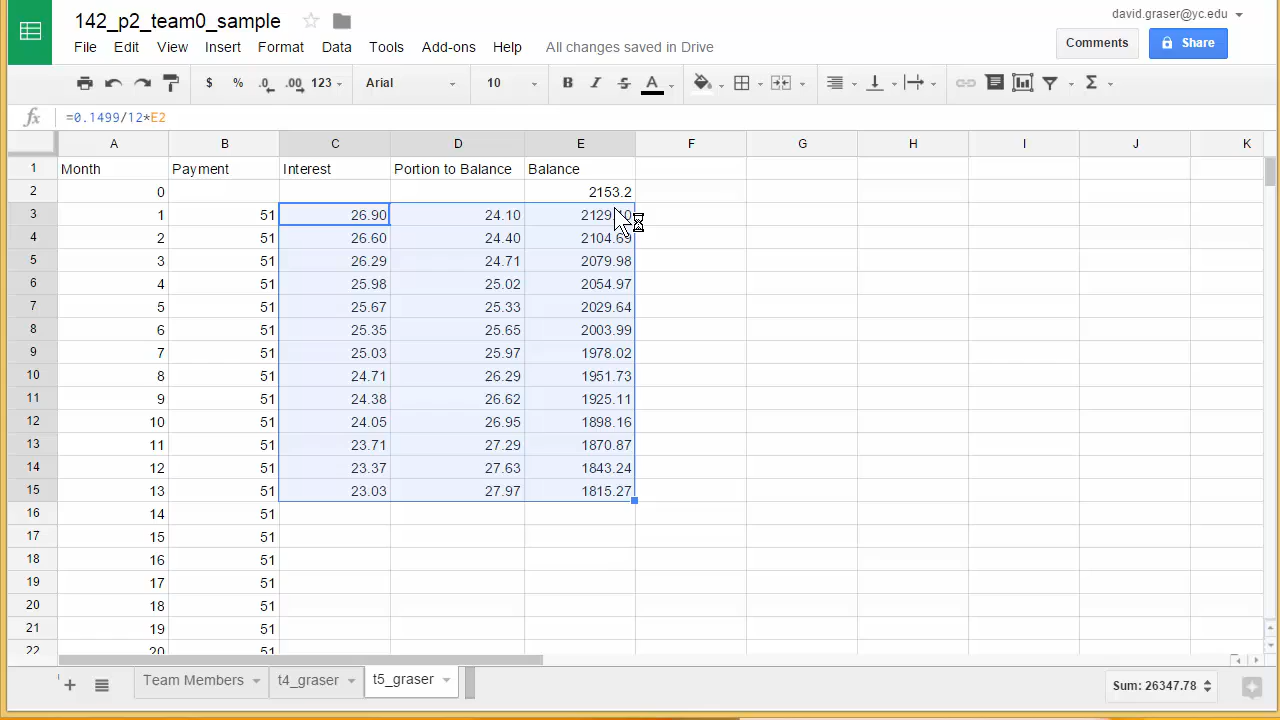 142_p2_team0_sample
david.graser@yc.edu
File Edit View Insert Format Data Tools Add-ons Help All changes saved in Drive
Comments Share
$ % .0 .00 123 Arial 10 B I S A Σ
fx =0.1499/12*E2
A B C D E F G H I J K
1 Month Payment Interest Portion to Balance Balance
2 0 2153.2
3 1 51 26.90 24.10 2129.10
4 2 51 26.60 24.40 2104.69
5 3 51 26.29 24.71 2079.98
6 4 51 25.98 25.02 2054.97
7 5 51 25.67 25.33 2029.64
8 6 51 25.35 25.65 2003.99
9 7 51 25.03 25.97 1978.02
10 8 51 24.71 26.29 1951.73
11 9 51 24.38 26.62 1925.11
12 10 51 24.05 26.95 1898.16
13 11 51 23.71 27.29 1870.87
14 12 51 23.37 27.63 1843.24
15 13 51 23.03 27.97 1815.27
16 14 51
17 15 51
18 16 51
19 17 51
20 18 51
21 19 51
22 20 51
Team Members t4_graser t5_graser Sum: 26347.78